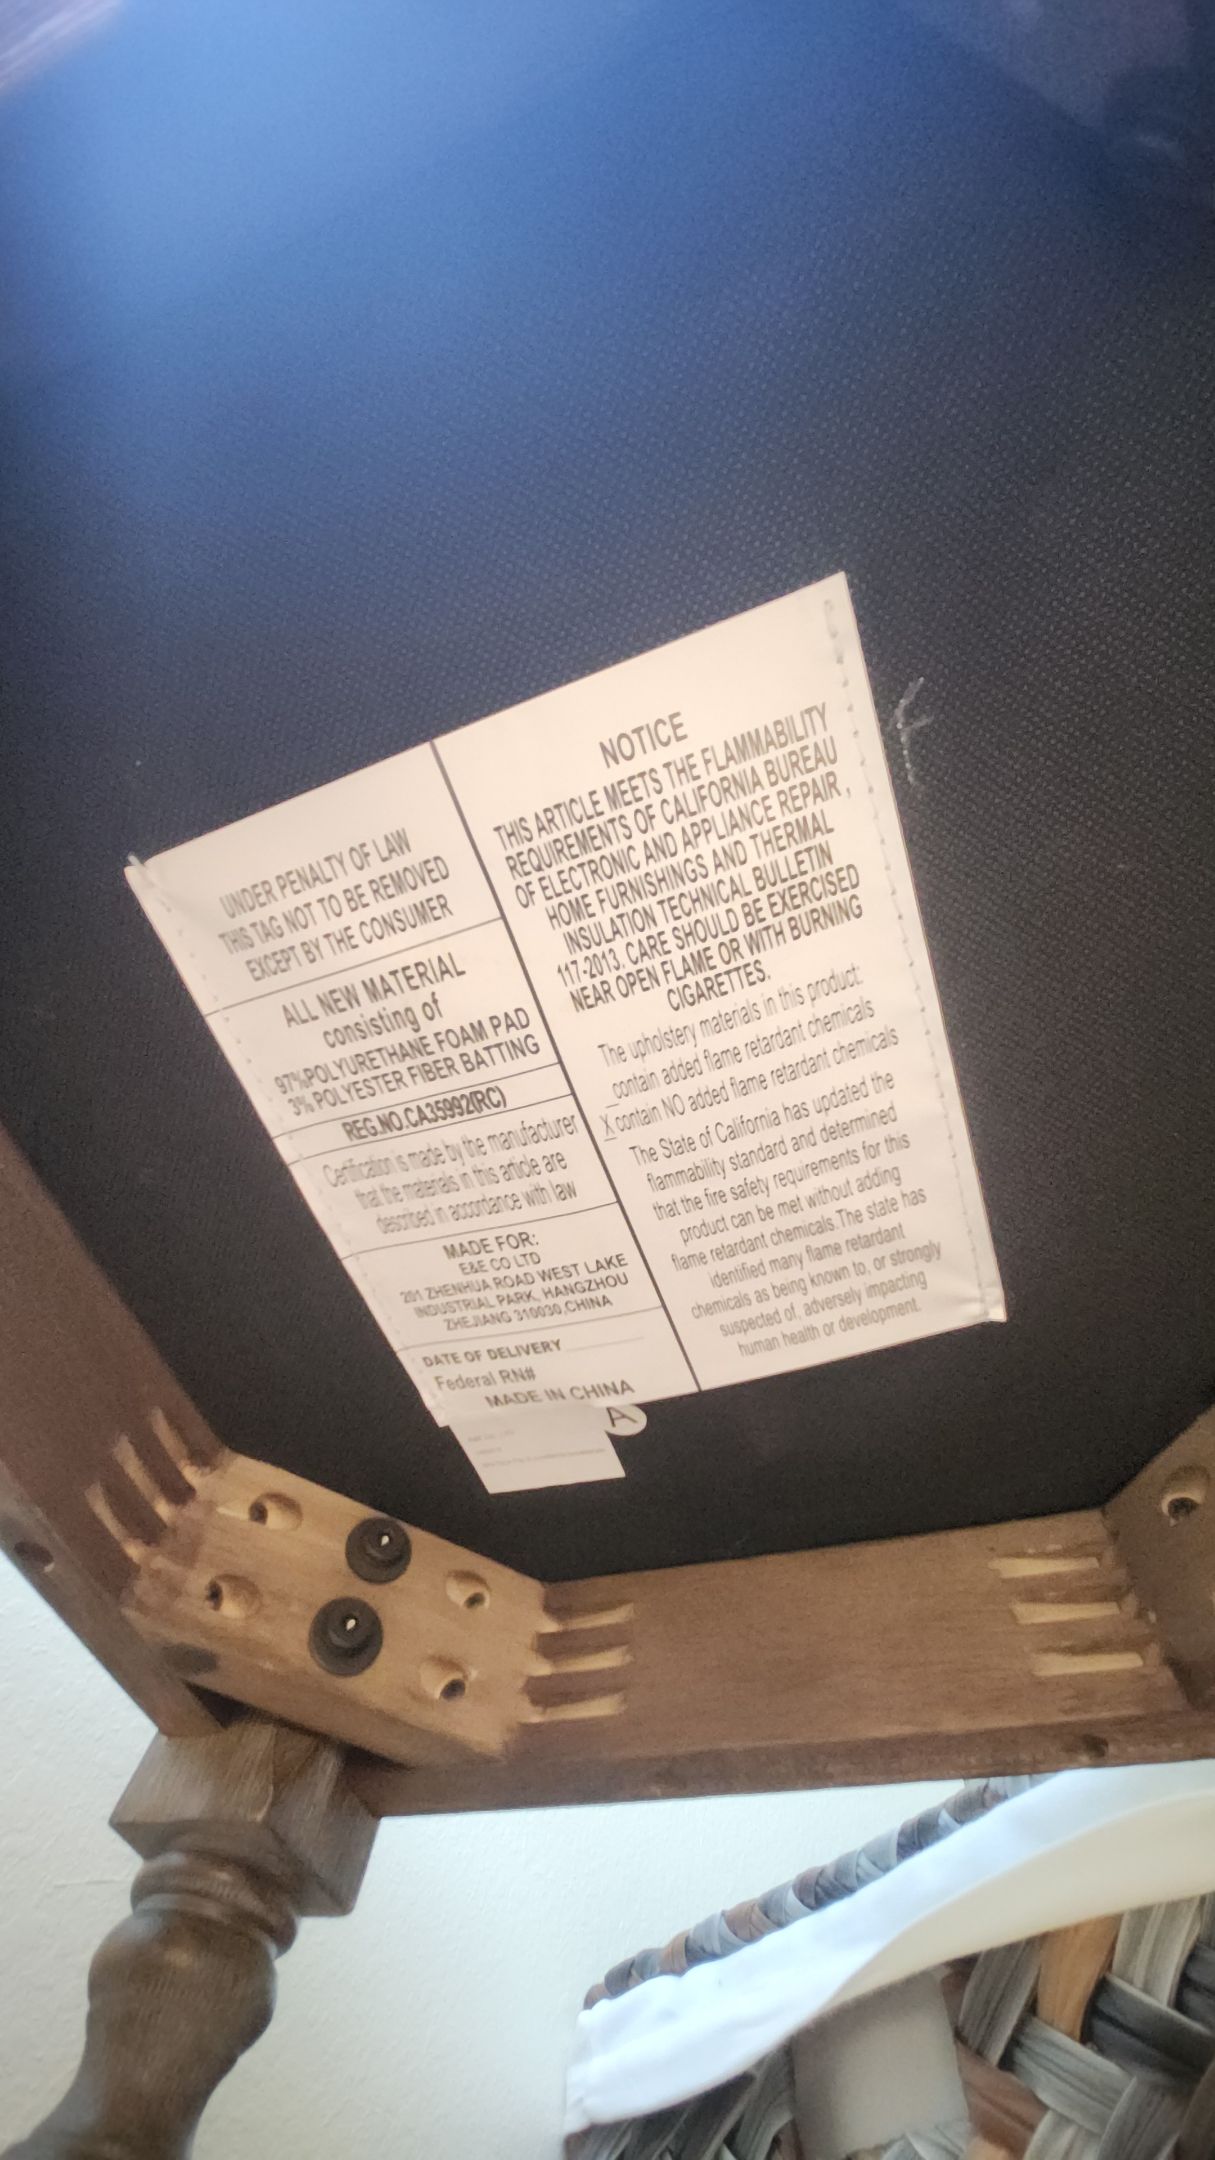 UNDER PENALTY OF LAW
THIS TAG NOT TO BE REMOVED
EXCEPT BY THE CONSUMER
ALL NEW MATERIAL
consisting of
97%POLYURETHANE FOAM PAD
3% POLYESTER FIBER BATTING
REG.NO.CA35992(RC)
Certification is made by the manufacturer
that the materials in this article are
described in accordance with law
MADE FOR:
E&E CO LTD
201 ZHENHUA ROAD WEST LAKE
INDUSTRIAL PARK, HANGZHOU
ZHEJIANG 310030.CHINA
DATE OF DELIVERY
Federal RN#
MADE IN CHINA
NOTICE
THIS ARTICLE MEETS THE FLAMMABILITY
REQUIREMENTS OF CALIFORNIA BUREAU
OF ELECTRONIC AND APPLIANCE REPAIR ,
HOME FURNISHINGS AND THERMAL
INSULATION TECHNICAL BULLETIN
117-2013. CARE SHOULD BE EXERCISED
NEAR OPEN FLAME OR WITH BURNING
CIGARETTES.
The upholstery materials in this product:
_contain added flame retardant chemicals
X contain NO added flame retardant chemicals
The State of California has updated the
flammability standard and determined
that the fire safety requirements for this
product can be met without adding
flame retardant chemicals.The state has
identified many flame retardant
chemicals as being known to, or strongly
suspected of, adversely impacting
human health or development.
A